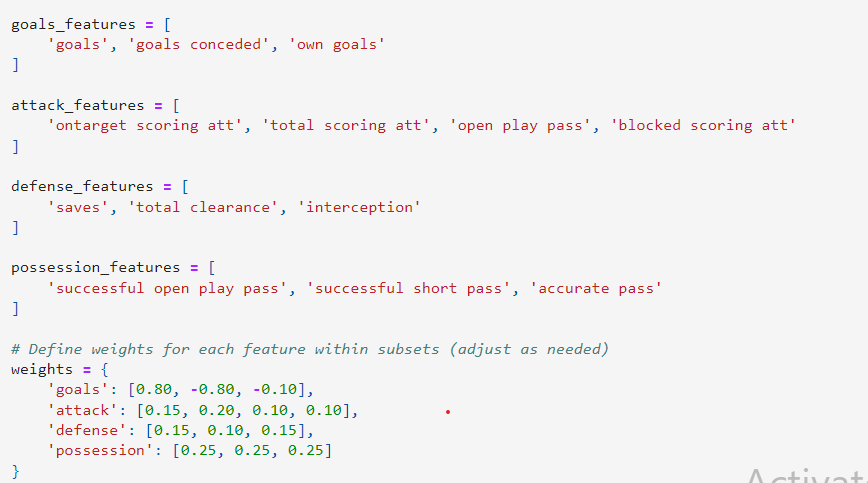 goals_features = [
    'goals', 'goals conceded', 'own goals'
]
attack_features = [
    'ontarget scoring att', 'total scoring att', 'open play pass', 'blocked scoring att'
]
defense_features = [
    'saves', 'total clearance', 'interception'
]
possession_features = [
    'successful open play pass', 'successful short pass', 'accurate pass'
]
# Define weights for each feature within subsets (adjust as needed)
weights = {
    'goals': [0.80, -0.80, -0.10],
    'attack': [0.15, 0.20, 0.10, 0.10],
    'defense': [0.15, 0.10, 0.15],
    'possession': [0.25, 0.25, 0.25]
}